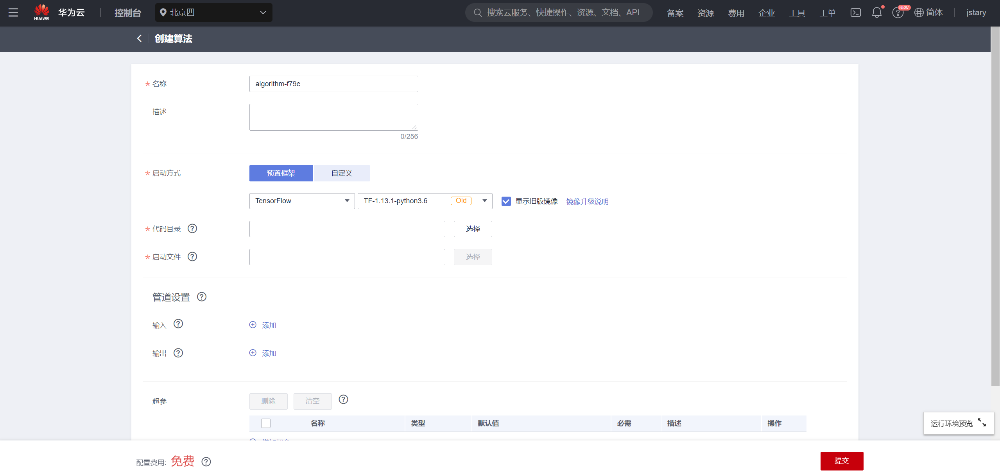 HUAWEI
华为云
控制台
北京四
搜索云服务、快捷操作、资源、文档、API
备案
资源
费用
企业
工具
工单
NEW
简体
jstary
创建算法
* 名称
algorithm-f79e
描述
0/256
* 启动方式
预置框架
自定义
TensorFlow
TF-1.13.1-python3.6
Old
显示旧版镜像
镜像升级说明
* 代码目录
选择
* 启动文件
选择
管道设置
输入
添加
输出
添加
超参
删除
清空
名称
类型
默认值
必需
描述
操作
运行环境预览
配置费用:
免费
提交